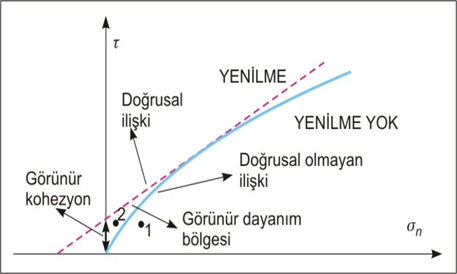 τ
YENİLME
Doğrusal
ilişki
YENİLME YOK
Doğrusal olmayan
ilişki
Görünür
kohezyon
2
1
Görünür dayanım
bölgesi
σn